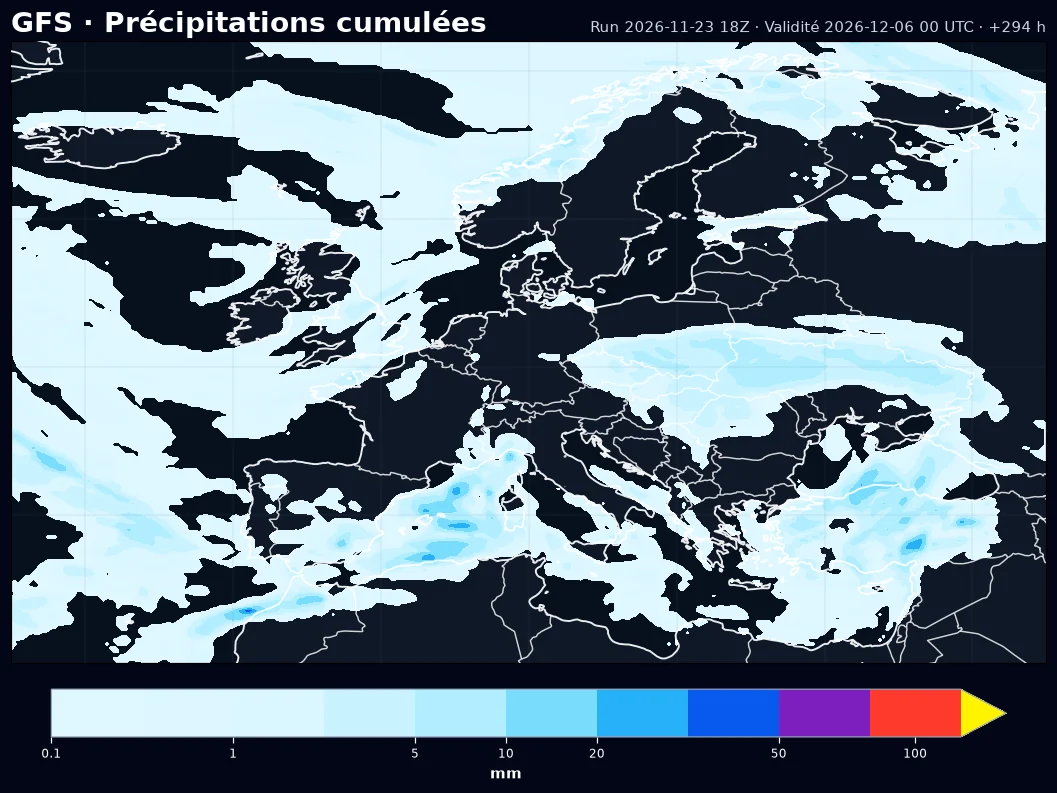 GFS · Précipitations cumulées
Run 2026-11-23 18Z · Validité 2026-12-06 00 UTC · +294 h
0.1 1 5 10 20 50 100
mm